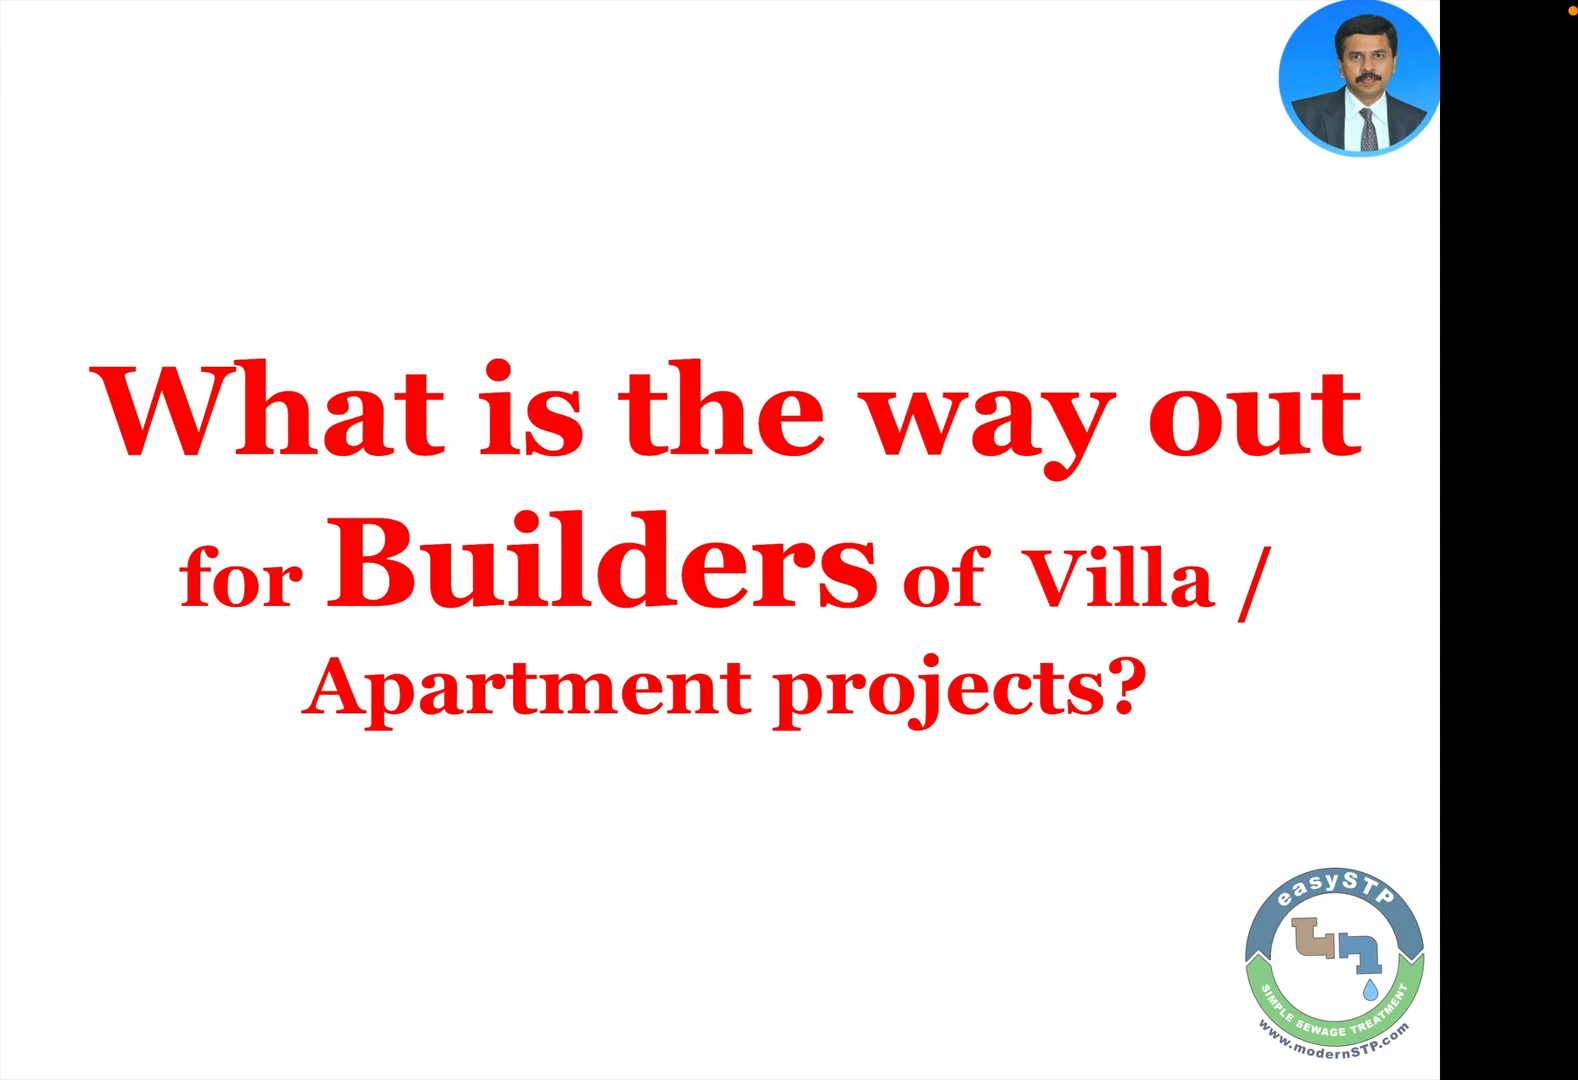 What is the way out
for Builders of Villa /
Apartment projects?
easySTP
SIMPLE SEWAGE TREATMENT
www.modernSTP.com